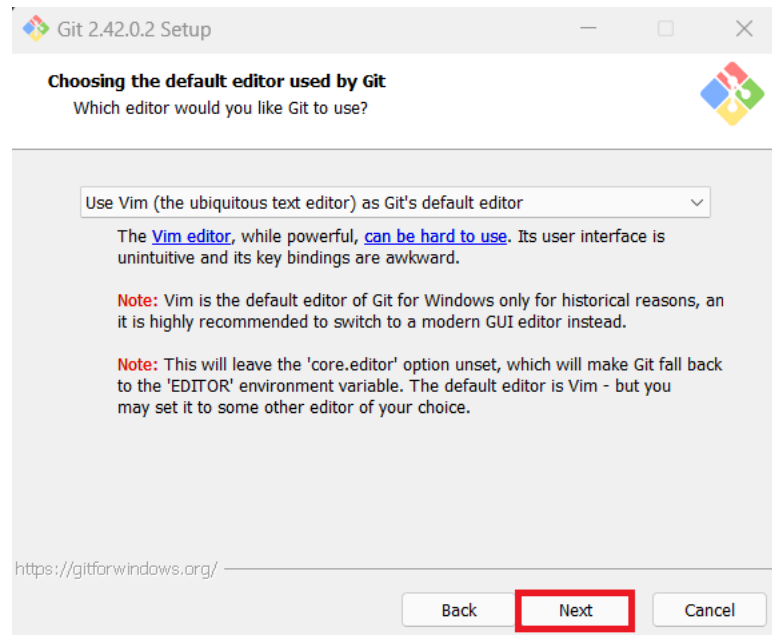 Git 2.42.0.2 Setup
Choosing the default editor used by Git
Which editor would you like Git to use?
Use Vim (the ubiquitous text editor) as Git's default editor
The Vim editor, while powerful, can be hard to use. Its user interface is
unintuitive and its key bindings are awkward.
Note: Vim is the default editor of Git for Windows only for historical reasons, an
it is highly recommended to switch to a modern GUI editor instead.
Note: This will leave the 'core.editor' option unset, which will make Git fall back
to the 'EDITOR' environment variable. The default editor is Vim - but you
may set it to some other editor of your choice.
https://gitforwindows.org/
Back Next Cancel